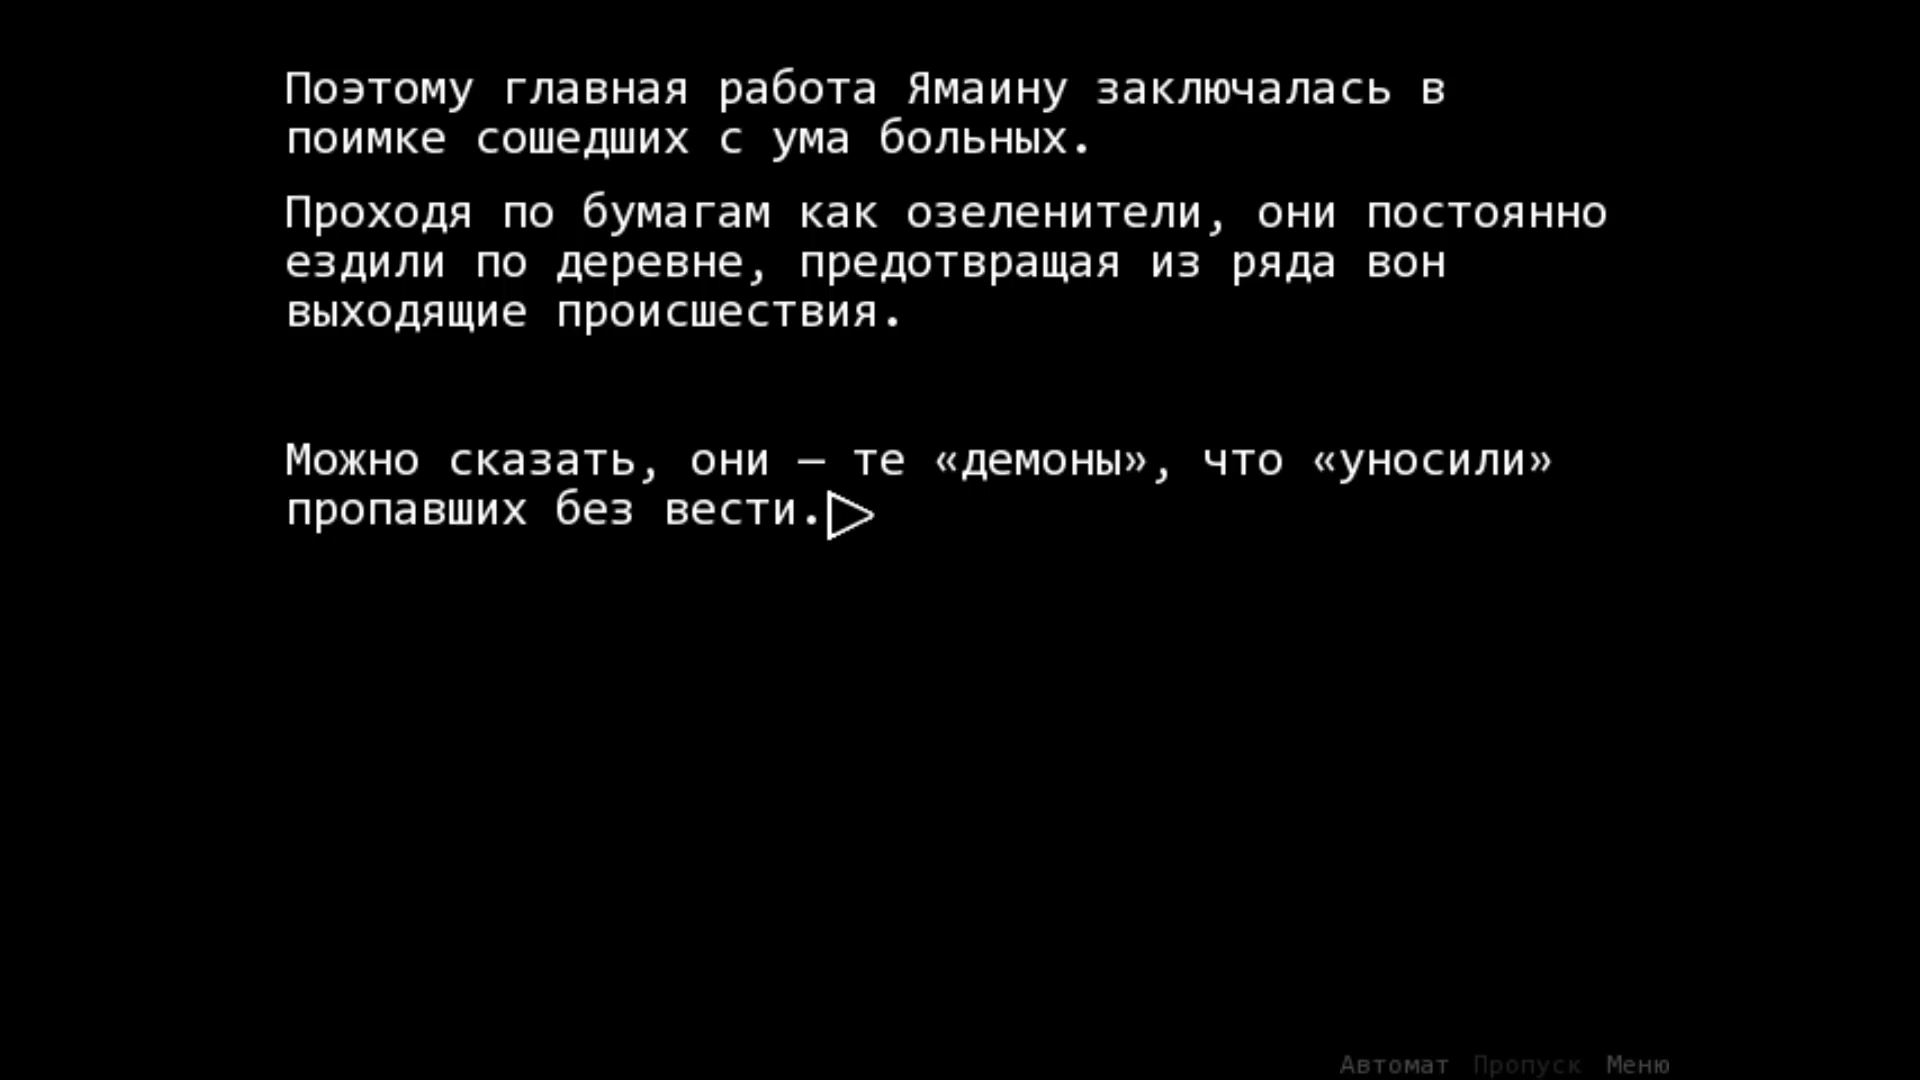 Поэтому главная работа Ямаину заключалась в
поимке сошедших с ума больных.
Проходя по бумагам как озеленители, они постоянно
ездили по деревне, предотвращая из ряда вон
выходящие происшествия.
Можно сказать, они — те «демоны», что «уносили»
пропавших без вести.
Автомат Пропуск Меню